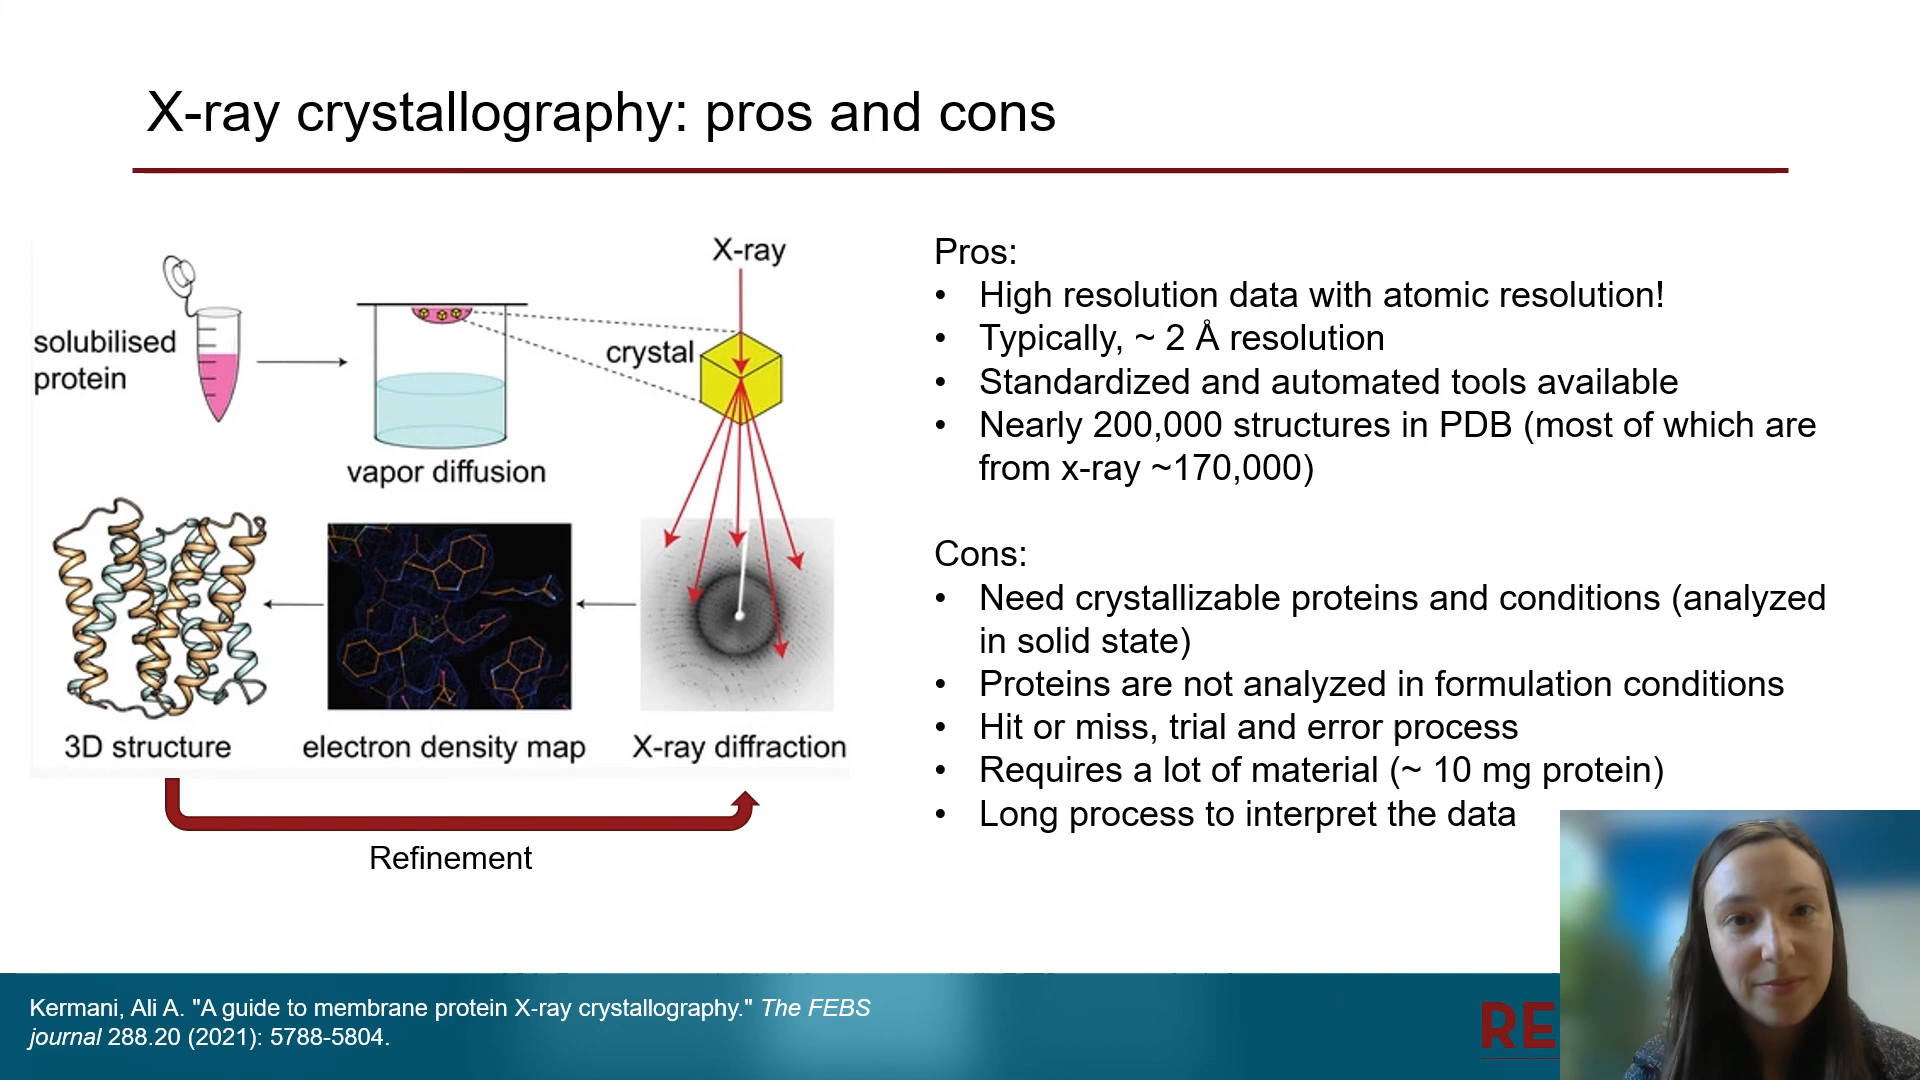 X-ray crystallography: pros and cons
X-ray
solubilised
protein
crystal
vapor diffusion
3D structure
electron density map
X-ray diffraction
Refinement
Pros:
• High resolution data with atomic resolution!
• Typically, ~ 2 Å resolution
• Standardized and automated tools available
• Nearly 200,000 structures in PDB (most of which are
from x-ray ~170,000)
Cons:
• Need crystallizable proteins and conditions (analyzed
in solid state)
• Proteins are not analyzed in formulation conditions
• Hit or miss, trial and error process
• Requires a lot of material (~ 10 mg protein)
• Long process to interpret the data
Kermani, Ali A. "A guide to membrane protein X-ray crystallography." The FEBS
journal 288.20 (2021): 5788-5804.
RE